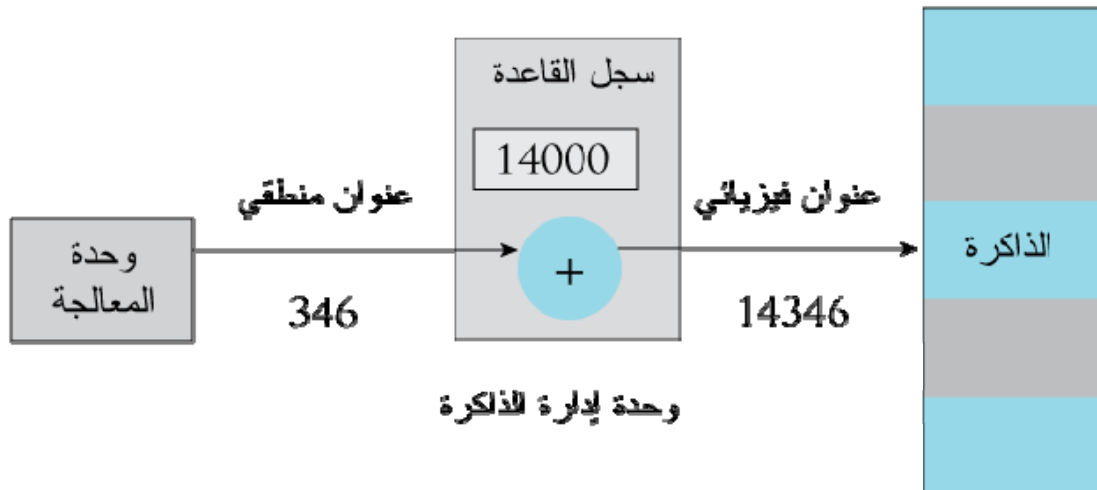 سجل القاعدة
14000
عنوان منطقي
عنوان فيزيائي
وحدة
المعالجة
+
الذاكرة
346
14346
وحدة إدارة الذاكرة